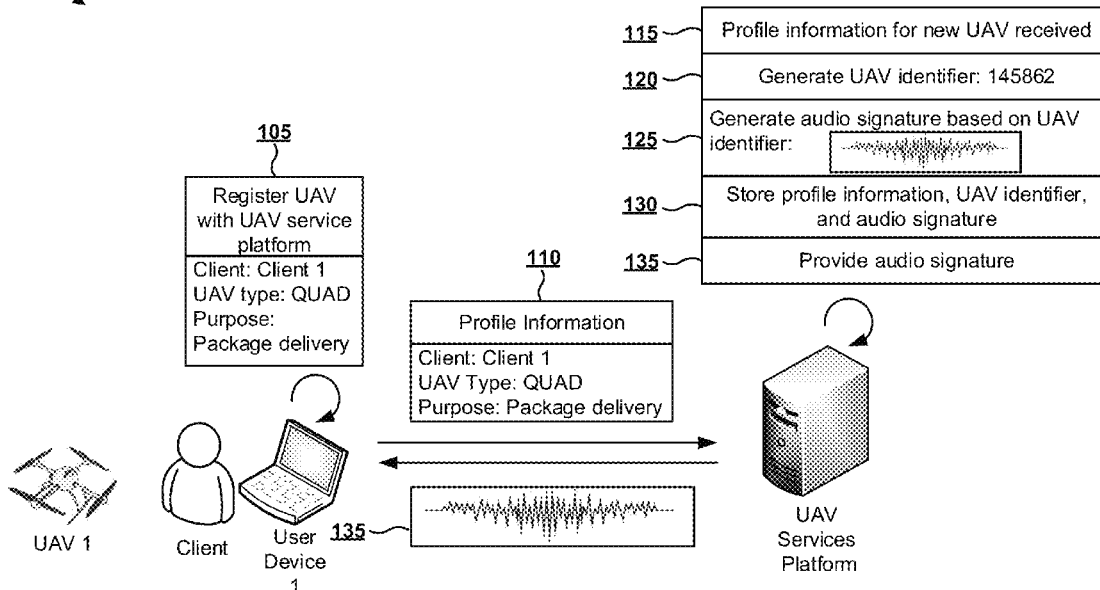 115
Profile information for new UAV received
120
Generate UAV identifier: 145862
125
Generate audio signature based on UAV
identifier:
130
Store profile information, UAV identifier,
and audio signature
135
Provide audio signature
105
Register UAV
with UAV service
platform
Client: Client 1
UAV type: QUAD
Purpose:
Package delivery
110
Profile Information
Client: Client 1
UAV Type: QUAD
Purpose: Package delivery
UAV 1
Client
User
Device
1
135
UAV
Services
Platform